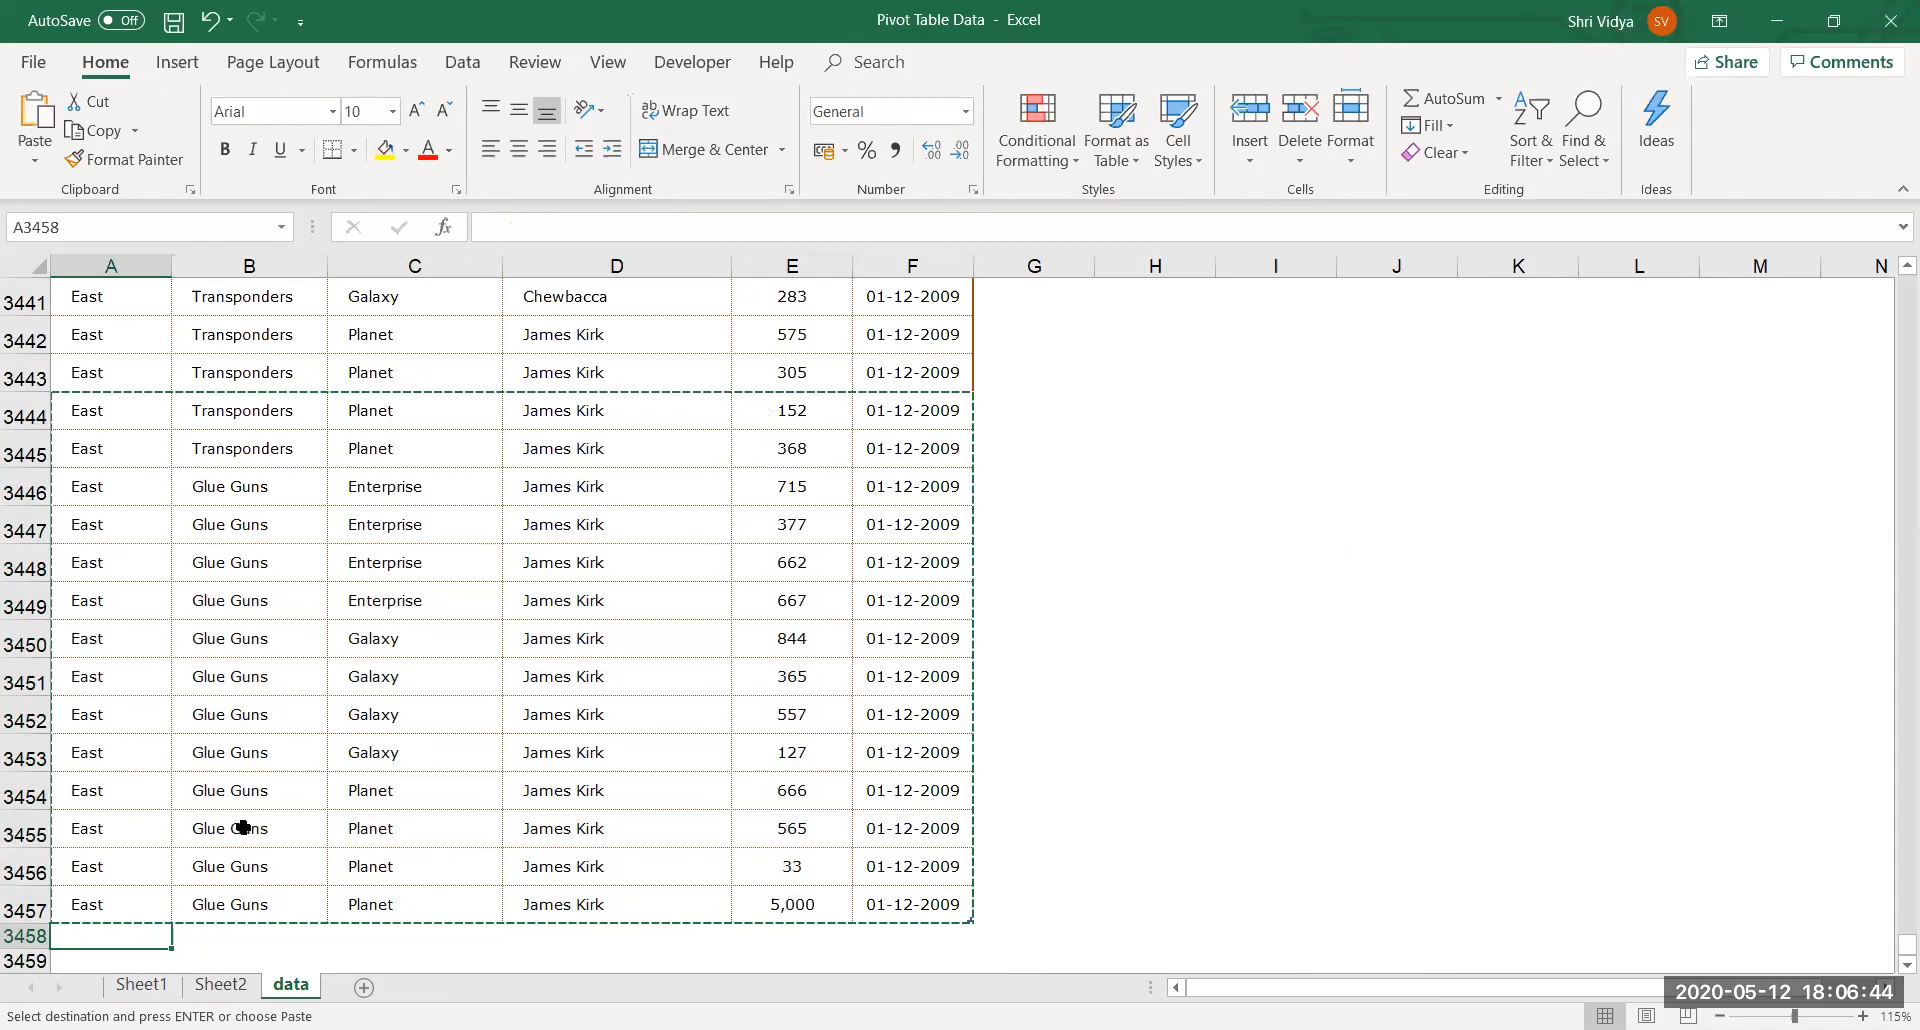 AutoSave Off Pivot Table Data - Excel Shri Vidya SV
File Home Insert Page Layout Formulas Data Review View Developer Help Search Share Comments
Paste Cut Copy Format Painter
Clipboard
Arial 10
B I U A
Font
ab Wrap Text
Merge & Center
Alignment
General
%
Number
Conditional Formatting Format as Table Cell Styles
Styles
Insert Delete Format
Cells
AutoSum Fill Clear Sort & Filter Find & Select
Editing
Ideas
Ideas
A3458 fx
A B C D E F G H I J K L M N
3441 East Transponders Galaxy Chewbacca 283 01-12-2009
3442 East Transponders Planet James Kirk 575 01-12-2009
3443 East Transponders Planet James Kirk 305 01-12-2009
3444 East Transponders Planet James Kirk 152 01-12-2009
3445 East Transponders Planet James Kirk 368 01-12-2009
3446 East Glue Guns Enterprise James Kirk 715 01-12-2009
3447 East Glue Guns Enterprise James Kirk 377 01-12-2009
3448 East Glue Guns Enterprise James Kirk 662 01-12-2009
3449 East Glue Guns Enterprise James Kirk 667 01-12-2009
3450 East Glue Guns Galaxy James Kirk 844 01-12-2009
3451 East Glue Guns Galaxy James Kirk 365 01-12-2009
3452 East Glue Guns Galaxy James Kirk 557 01-12-2009
3453 East Glue Guns Galaxy James Kirk 127 01-12-2009
3454 East Glue Guns Planet James Kirk 666 01-12-2009
3455 East Glue Guns Planet James Kirk 565 01-12-2009
3456 East Glue Guns Planet James Kirk 33 01-12-2009
3457 East Glue Guns Planet James Kirk 5,000 01-12-2009
3458
3459
Sheet1 Sheet2 data
2020-05-12 18:06:44
Select destination and press ENTER or choose Paste 115%